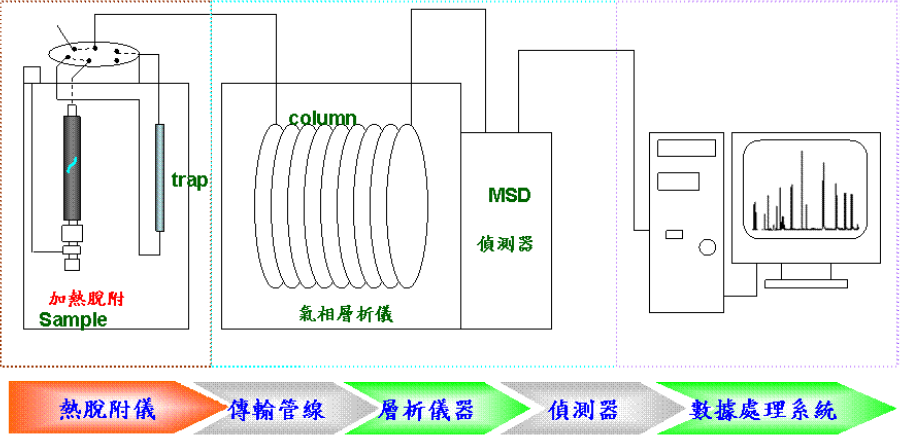 column
trap
MSD
偵測器
加熱脫附
Sample
氣相層析儀
熱脫附儀
傳輸管線
層析儀器
偵測器
數據處理系統